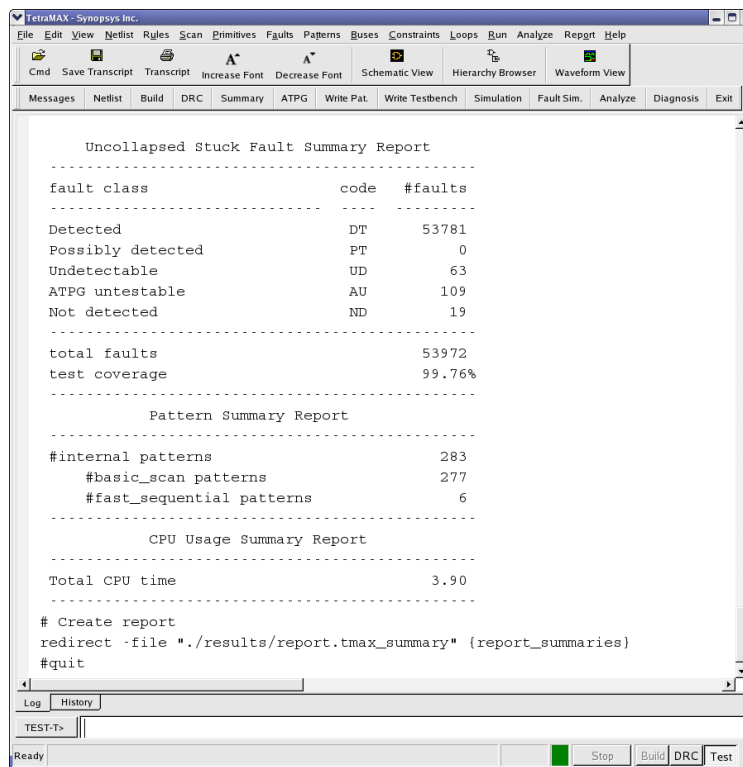 TetraMAX - Synopsys Inc.
File Edit View Netlist Rules Scan Primitives Faults Patterns Buses Constraints Loops Run Analyze Report Help
Cmd Save Transcript Transcript Increase Font Decrease Font Schematic View Hierarchy Browser Waveform View
Messages Netlist Build DRC Summary ATPG Write Pat. Write Testbench Simulation Fault Sim. Analyze Diagnosis Exit
Uncollapsed Stuck Fault Summary Report
-----------------------------------------------
fault class code #faults
------------------------------ ---- ---------
Detected DT 53781
Possibly detected PT 0
Undetectable UD 63
ATPG untestable AU 109
Not detected ND 19
-----------------------------------------------
total faults 53972
test coverage 99.76%
-----------------------------------------------
Pattern Summary Report
-----------------------------------------------
#internal patterns 283
#basic_scan patterns 277
#fast_sequential patterns 6
-----------------------------------------------
CPU Usage Summary Report
-----------------------------------------------
Total CPU time 3.90
-----------------------------------------------
# Create report
redirect -file "./results/report.tmax_summary" {report_summaries}
#quit
Log History
TEST-T>
Ready Stop Build DRC Test